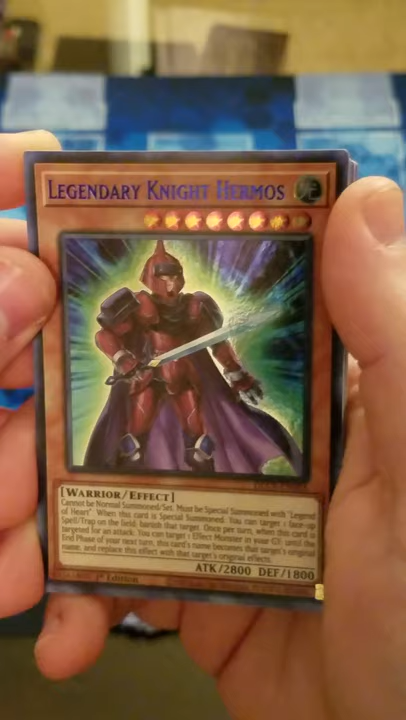 LEGENDARY KNIGHT HERMOS
[WARRIOR/EFFECT]
Cannot be Normal Summoned/Set. Must be Special Summoned with "Legend
of Heart". When this card is Special Summoned: You can target 1 face-up
Spell/Trap on the field; banish that target. Once per turn, when this card is
targeted for an attack: You can target 1 Effect Monster in your GY; until the
End Phase of your next turn, this card's name becomes that target's original
name, and replace this effect with that target's original effects.
ATK/2800 DEF/1800
1st Edition